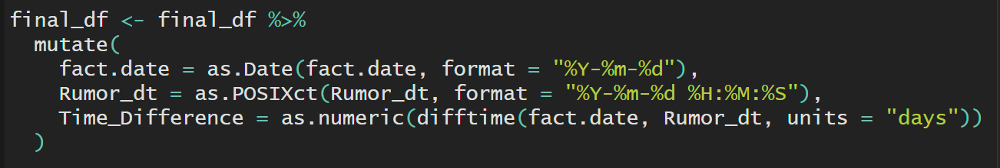 final_df <- final_df %>%
  mutate(
    fact.date = as.Date(fact.date, format = "%Y-%m-%d"),
    Rumor_dt = as.POSIXct(Rumor_dt, format = "%Y-%m-%d %H:%M:%S"),
    Time_Difference = as.numeric(difftime(fact.date, Rumor_dt, units = "days"))
  )